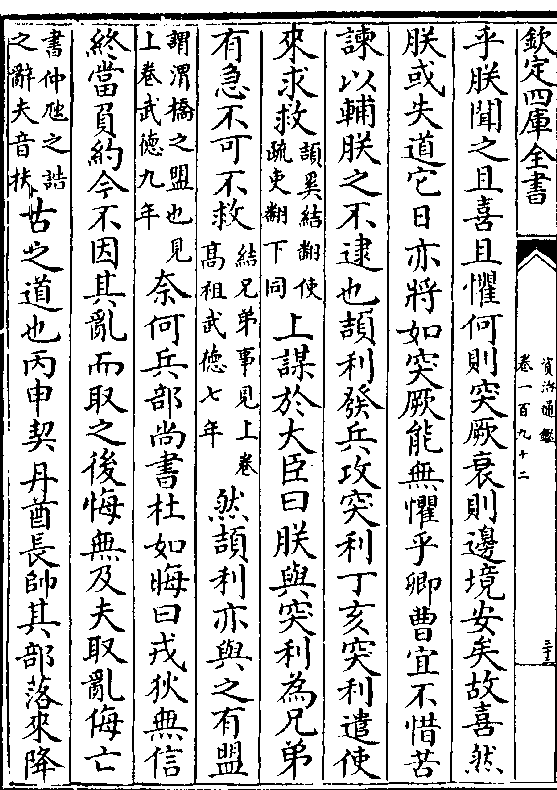 欽定四庫全書
資治通鑑
卷一百九十二
乎朕聞之且喜且懼何則突厥衰則邊境安矣故喜然
朕或失道它日亦將如突厥能無懼乎卿曹宜不惜苦
諫以輔朕之不逮也頡利發兵攻突利丁亥突利遣使
來求救頡奚結翻使疏吏翻下同上謀於大臣曰朕與突利為兄弟
有急不可不救結兄弟事見上卷高祖武德七年然頡利亦與之有盟
謂渭橋之盟也見上卷武德九年奈何兵部尚書杜如晦曰戎狄無信
終當負約今不因其亂而取之後悔無及夫取亂侮亡
書仲虺之誥之辭夫音扶古之道也丙申契丹酋長帥其部落來降